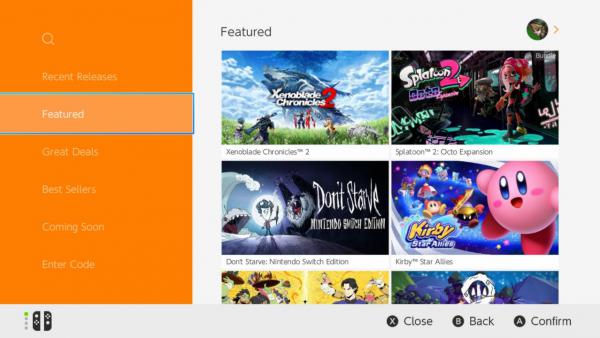 Featured
Recent Releases
Featured
Great Deals
Best Sellers
Coming Soon
Enter Code
Xenoblade
Chronicles 2
Bundle
Splatoon
2
Octo Expansion
Xenoblade Chronicles™ 2
Splatoon™ 2: Octo Expansion
Don't Starve
NINTENDO SWITCH EDITION
Kirby
Star Allies
Don't Starve: Nintendo Switch Edition
Kirby™ Star Allies
X Close
B Back
A Confirm